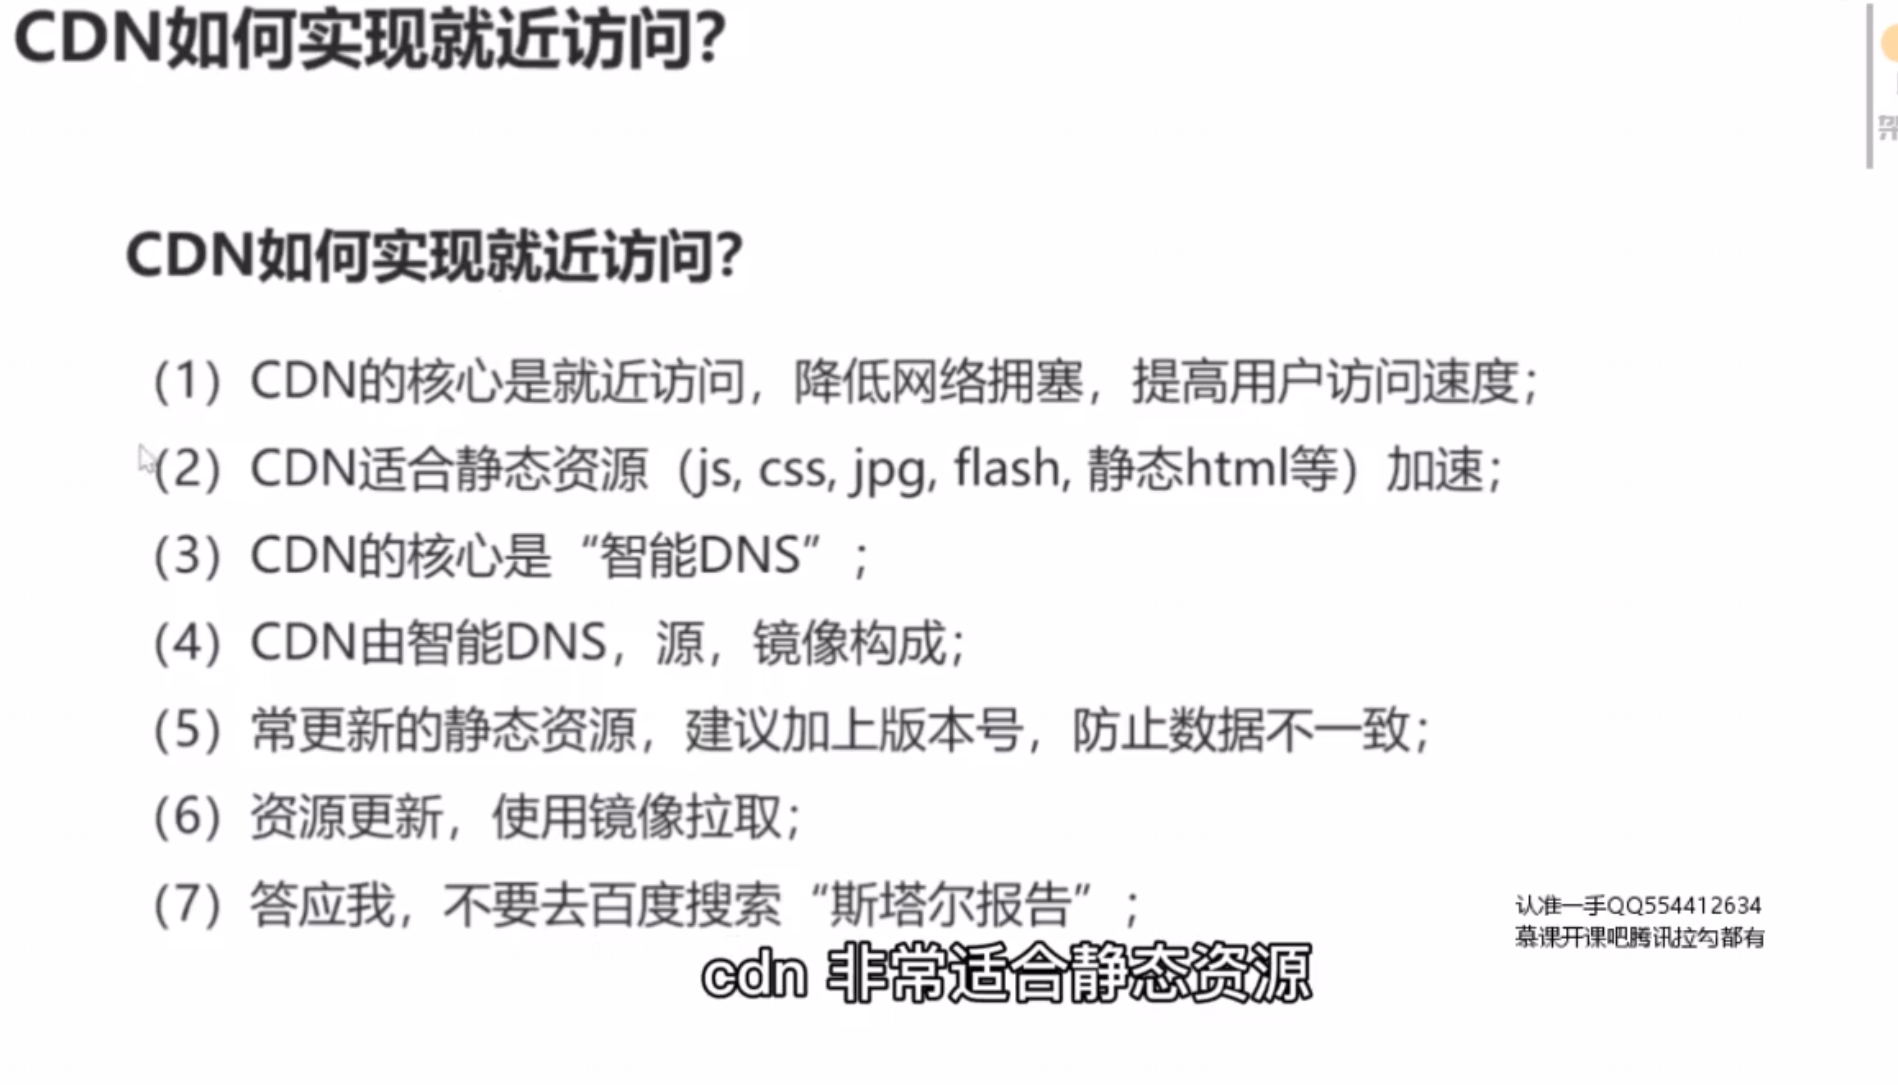 CDN如何实现就近访问？
CDN如何实现就近访问？
（1）CDN的核心是就近访问，降低网络拥塞，提高用户访问速度；
（2）CDN适合静态资源（js, css, jpg, flash, 静态html等）加速；
（3）CDN的核心是“智能DNS”；
（4）CDN由智能DNS，源，镜像构成；
（5）常更新的静态资源，建议加上版本号，防止数据不一致；
（6）资源更新，使用镜像拉取；
（7）答应我，不要去百度搜索“斯塔尔报告”；
认准一手QQ554412634
慕课开课吧腾讯拉勾都有
cdn 非常适合静态资源